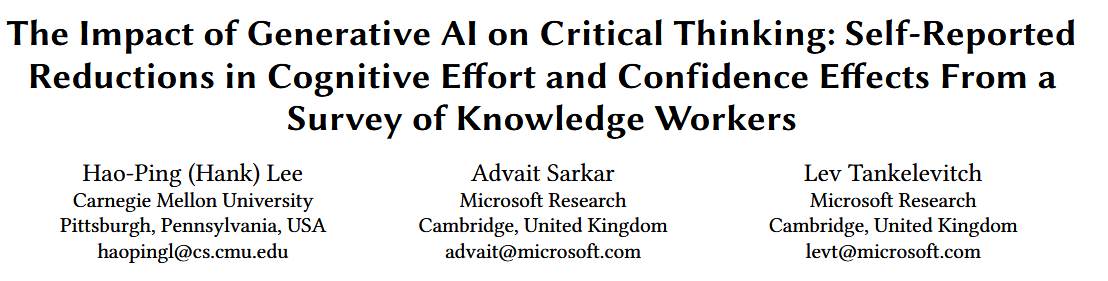 The Impact of Generative AI on Critical Thinking: Self-Reported
Reductions in Cognitive Effort and Confidence Effects From a
Survey of Knowledge Workers
Hao-Ping (Hank) Lee
Carnegie Mellon University
Pittsburgh, Pennsylvania, USA
haopingl@cs.cmu.edu
Advait Sarkar
Microsoft Research
Cambridge, United Kingdom
advait@microsoft.com
Lev Tankelevitch
Microsoft Research
Cambridge, United Kingdom
levt@microsoft.com